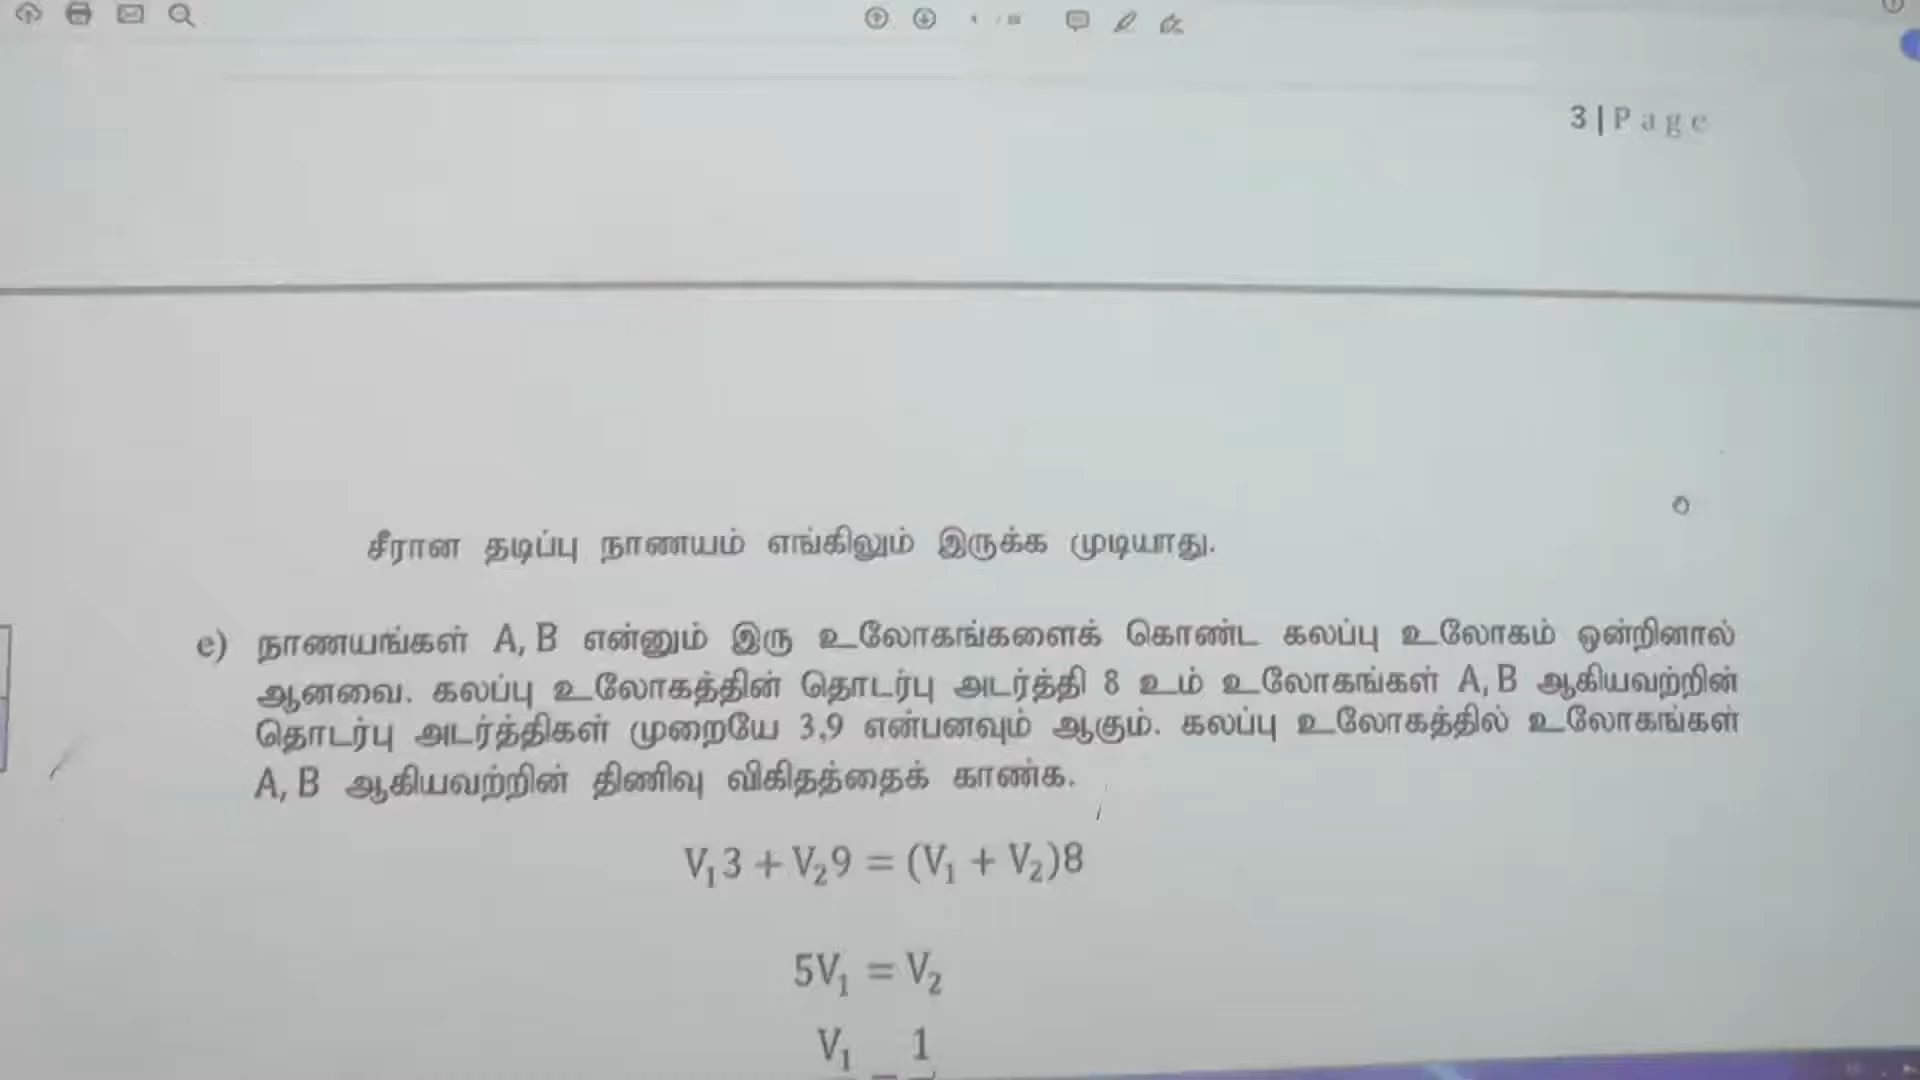 3 | P a g e
சீரான தடிப்பு நாணயம் எங்கிலும் இருக்க முடியாது.
e) நாணயங்கள் A, B என்னும் இரு உலோகங்களைக் கொண்ட கலப்பு உலோகம் ஒன்றினால்
ஆனவை. கலப்பு உலோகத்தின் தொடர்பு அடர்த்தி 8 உம் உலோகங்கள் A, B ஆகியவற்றின்
தொடர்பு அடர்த்திகள் முறையே 3,9 என்பனவும் ஆகும். கலப்பு உலோகத்தில் உலோகங்கள்
A, B ஆகியவற்றின் திணிவு விகிதத்தைக் காண்க.
V₁3 + V₂9 = (V₁ + V₂)8
5V₁ = V₂
V₁ 1